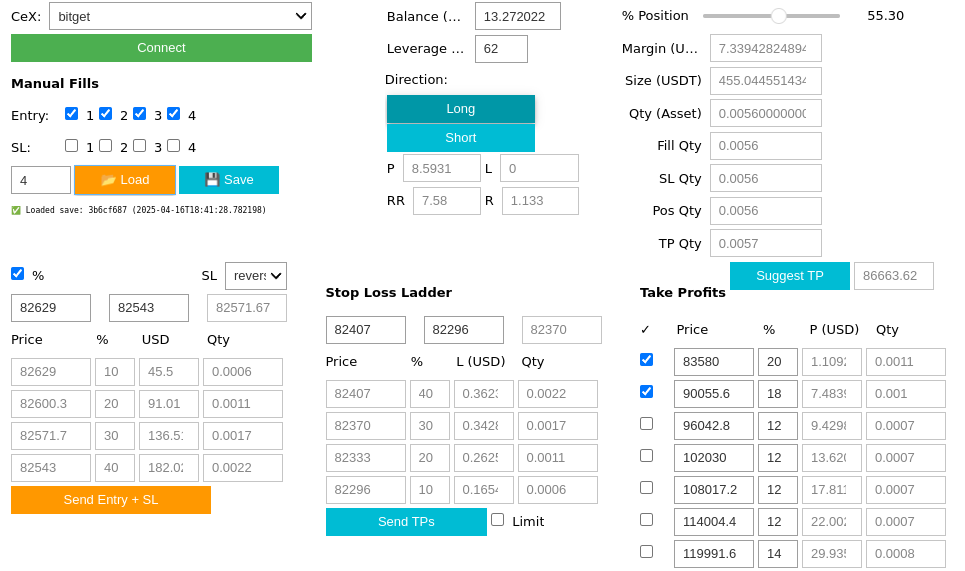 CeX: bitget
Connect
Manual Fills
Entry: 1 2 3 4
SL: 1 2 3 4
4 📂 Load 💾 Save
✅ Loaded save: 3b6cf687 (2025-04-16T18:41:28.782198)
Balance (... 13.272022
Leverage ... 62
Direction:
Long
Short
P 8.5931 L 0
RR 7.58 R 1.133
% Position 55.30
Margin (U... 7.33942824894
Size (USDT) 455.044551434
Qty (Asset) 0.0056000000
Fill Qty 0.0056
SL Qty 0.0056
Pos Qty 0.0056
TP Qty 0.0057
Suggest TP 86663.62
% SL revers
82629 82543 82571.67
Price % USD Qty
82629 10 45.5 0.0006
82600.3 20 91.01 0.0011
82571.7 30 136.51 0.0017
82543 40 182.02 0.0022
Send Entry + SL
Stop Loss Ladder
82407 82296 82370
Price % L (USD) Qty
82407 40 0.3623 0.0022
82370 30 0.3428 0.0017
82333 20 0.2625 0.0011
82296 10 0.1654 0.0006
Send TPs Limit
Take Profits
✓ Price % P (USD) Qty
83580 20 1.1092 0.0011
90055.6 18 7.4839 0.001
96042.8 12 9.4298 0.0007
102030 12 13.620 0.0007
108017.2 12 17.811 0.0007
114004.4 12 22.002 0.0007
119991.6 14 29.935 0.0008